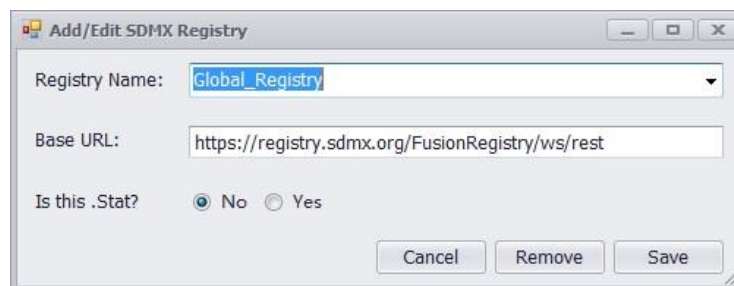 Add/Edit SDMX Registry
Registry Name: Global_Registry
Base URL: https://registry.sdmx.org/FusionRegistry/ws/rest
Is this .Stat? No Yes
Cancel Remove Save